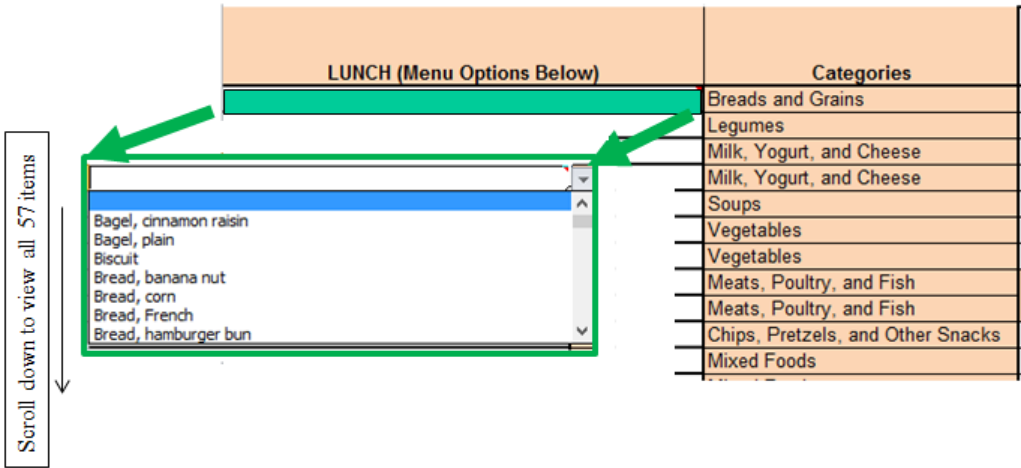 LUNCH (Menu Options Below)
Categories
Breads and Grains
Legumes
Milk, Yogurt, and Cheese
Milk, Yogurt, and Cheese
Soups
Vegetables
Vegetables
Meats, Poultry, and Fish
Meats, Poultry, and Fish
Chips, Pretzels, and Other Snacks
Mixed Foods
Scroll down to view all 57 items
Bagel, cinnamon raisin
Bagel, plain
Biscuit
Bread, banana nut
Bread, corn
Bread, French
Bread, hamburger bun